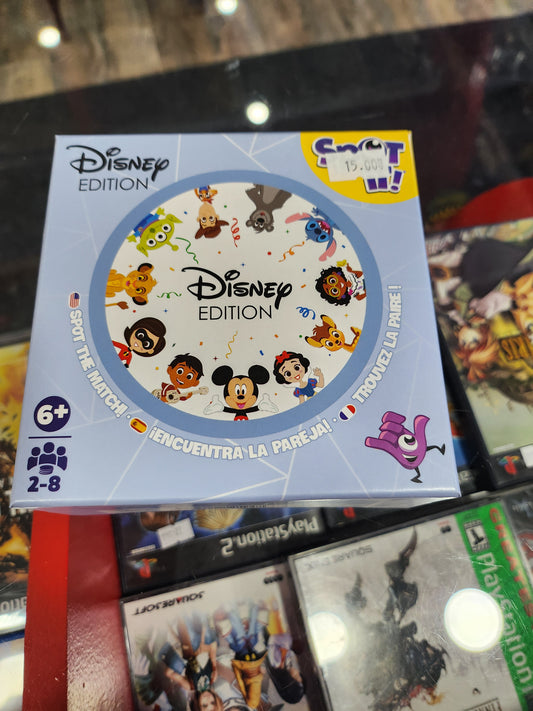 Disney
EDITION
SPOT
it!
15.00
Disney
EDITION
SPOT THE MATCH!
¡ENCUENTRA LA PAREJA!
TROUVEZ LA PAIRE !
6+
2-8
PlayStation 2
SQUARESOFT
PlayStation